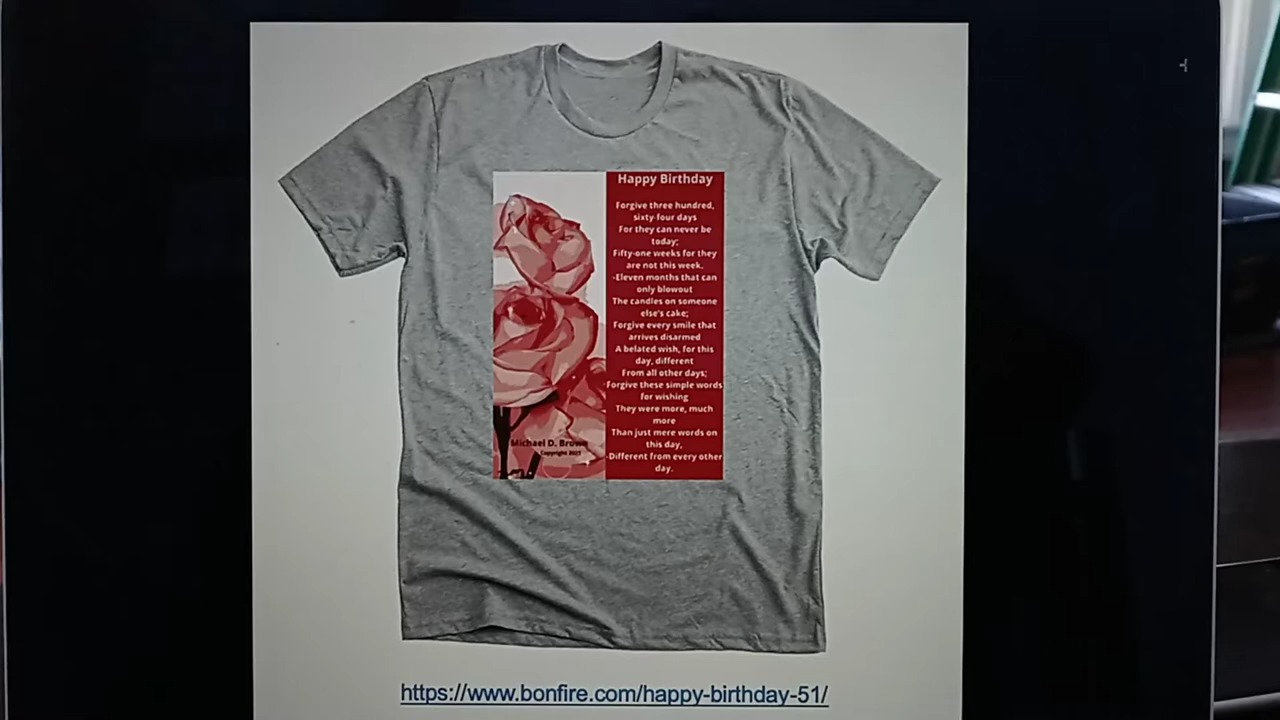 Happy Birthday
Forgive three hundred,
sixty-four days
For they can never be
today;
Fifty-one weeks for they
are not this week.
-Eleven months that can
only blowout
The candles on someone
else's cake;
Forgive every smile that
arrives disarmed
A belated wish, for this
day, different
From all other days;
Forgive these simple words
for wishing
They were more, much
more
Than just mere words on
this day,
-Different from every other
day.
Michael D. Brown
Copyright 2021
https://www.bonfire.com/happy-birthday-51/